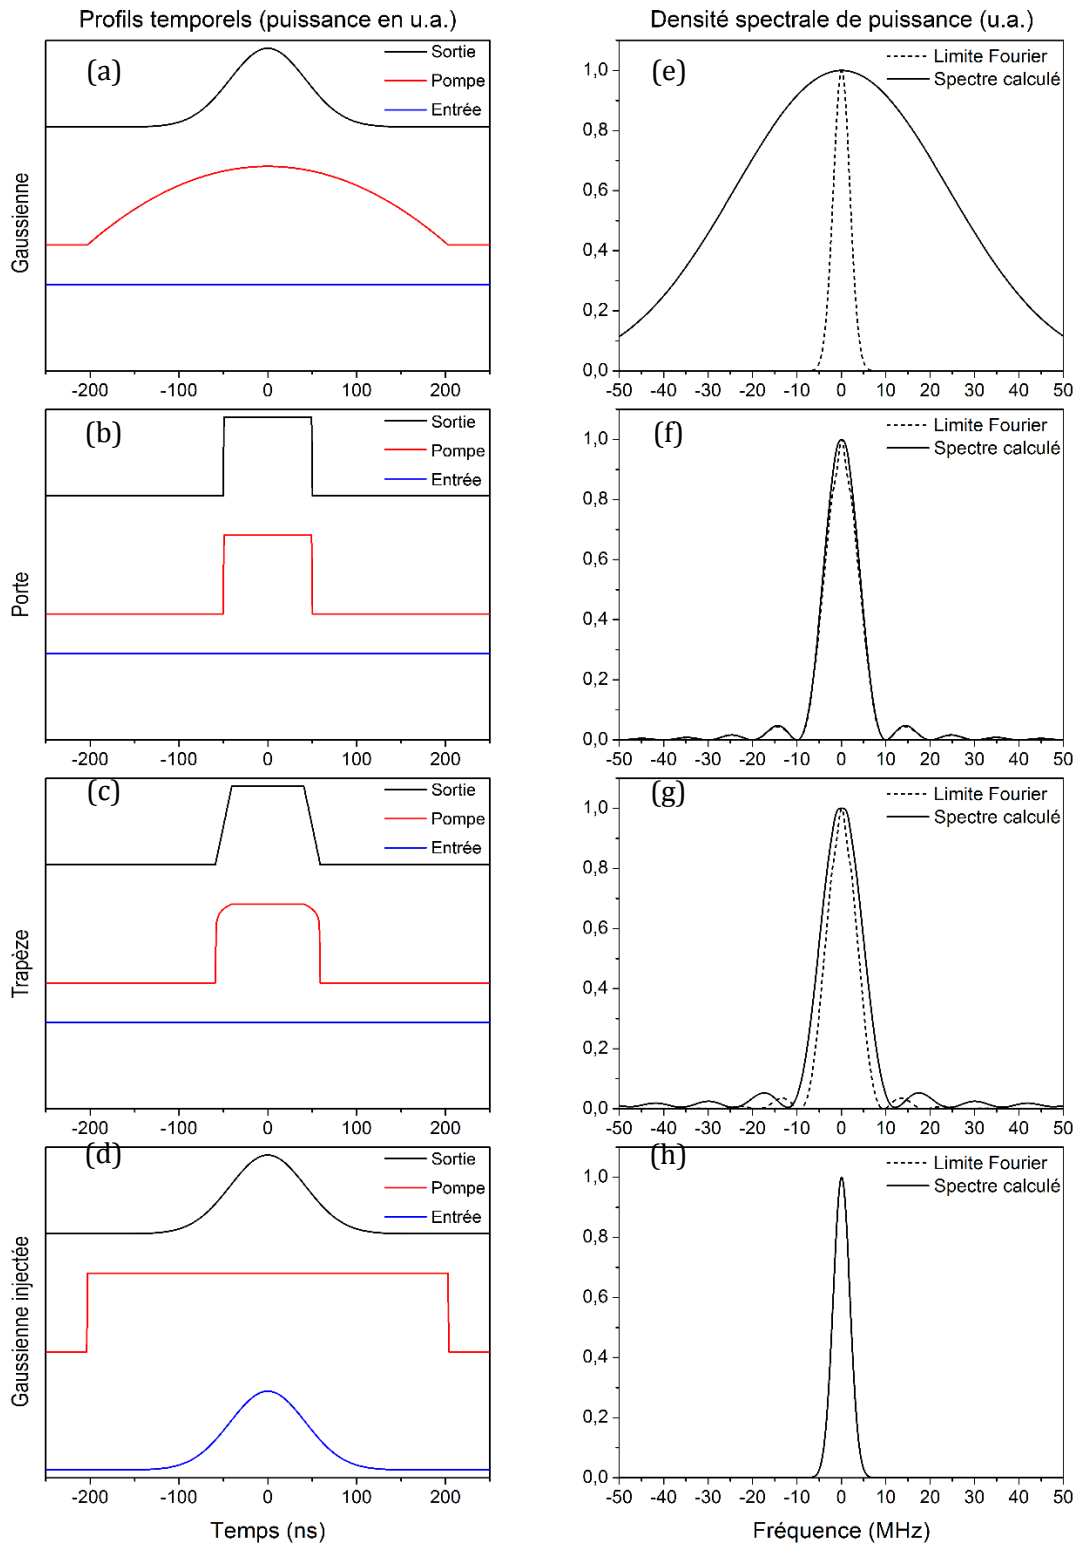 Profils temporels (puissance en u.a.)
Densité spectrale de puissance (u.a.)
(a)
Sortie
Pompe
Entrée
Gaussienne
-200 -100 0 100 200
(e)
Limite Fourier
Spectre calculé
1,0
0,8
0,6
0,4
0,2
0,0
-50 -40 -30 -20 -10 0 10 20 30 40 50
(b)
Sortie
Pompe
Entrée
Porte
-200 -100 0 100 200
(f)
Limite Fourier
Spectre calculé
1,0
0,8
0,6
0,4
0,2
0,0
-50 -40 -30 -20 -10 0 10 20 30 40 50
(c)
Sortie
Pompe
Entrée
Trapèze
-200 -100 0 100 200
(g)
Limite Fourier
Spectre calculé
1,0
0,8
0,6
0,4
0,2
0,0
-50 -40 -30 -20 -10 0 10 20 30 40 50
(d)
Sortie
Pompe
Entrée
Gaussienne injectée
-200 -100 0 100 200
Temps (ns)
(h)
Limite Fourier
Spectre calculé
1,0
0,8
0,6
0,4
0,2
0,0
-50 -40 -30 -20 -10 0 10 20 30 40 50
Fréquence (MHz)